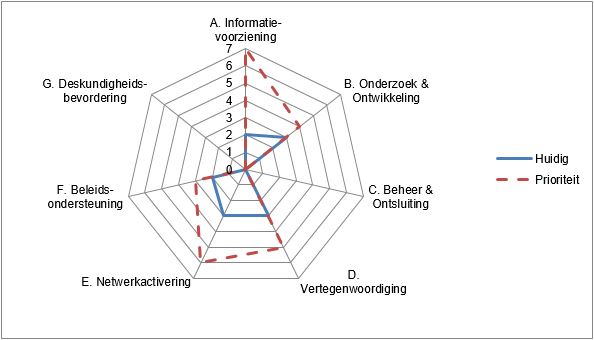 A. Informatie-
voorziening
7
6
5
4
3
2
1
0
B. Onderzoek &
Ontwikkeling
C. Beheer &
Ontsluiting
D.
Vertegenwoordiging
E. Netwerkactivering
F. Beleids-
ondersteuning
G. Deskundigheids-
bevordering
Huidig
Prioriteit